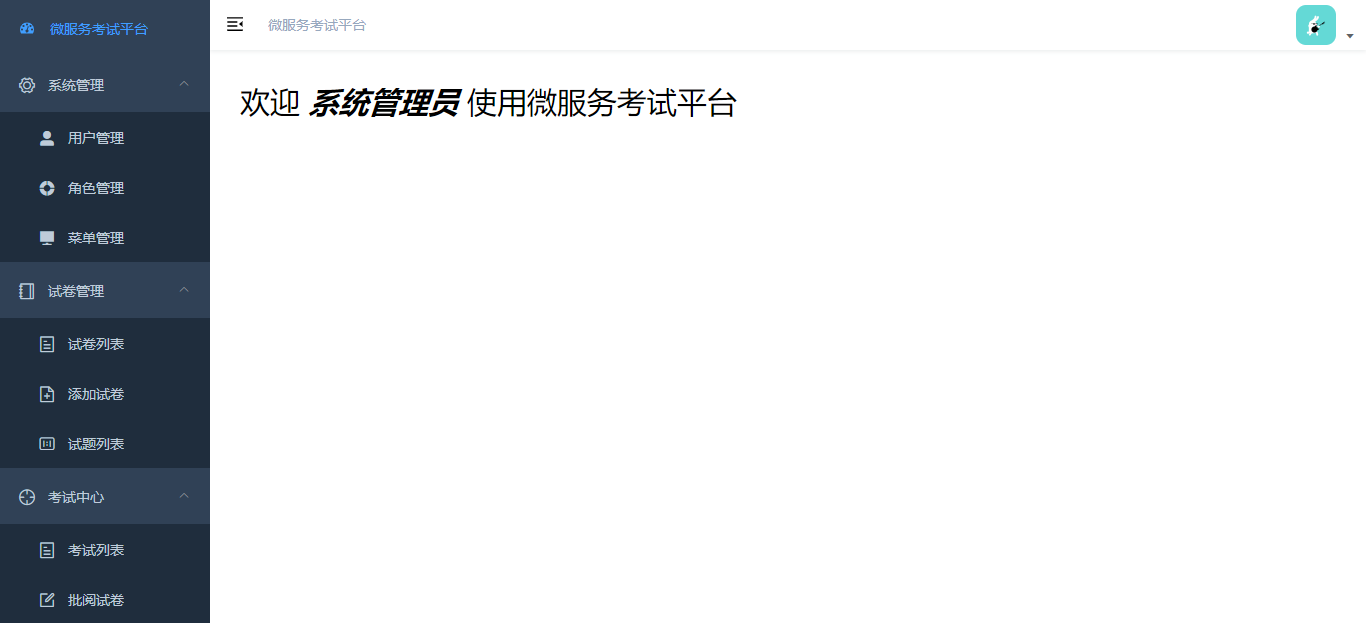 微服务考试平台
系统管理
用户管理
角色管理
菜单管理
试卷管理
试卷列表
添加试卷
试题列表
考试中心
考试列表
批阅试卷
微服务考试平台
欢迎 系统管理员 使用微服务考试平台